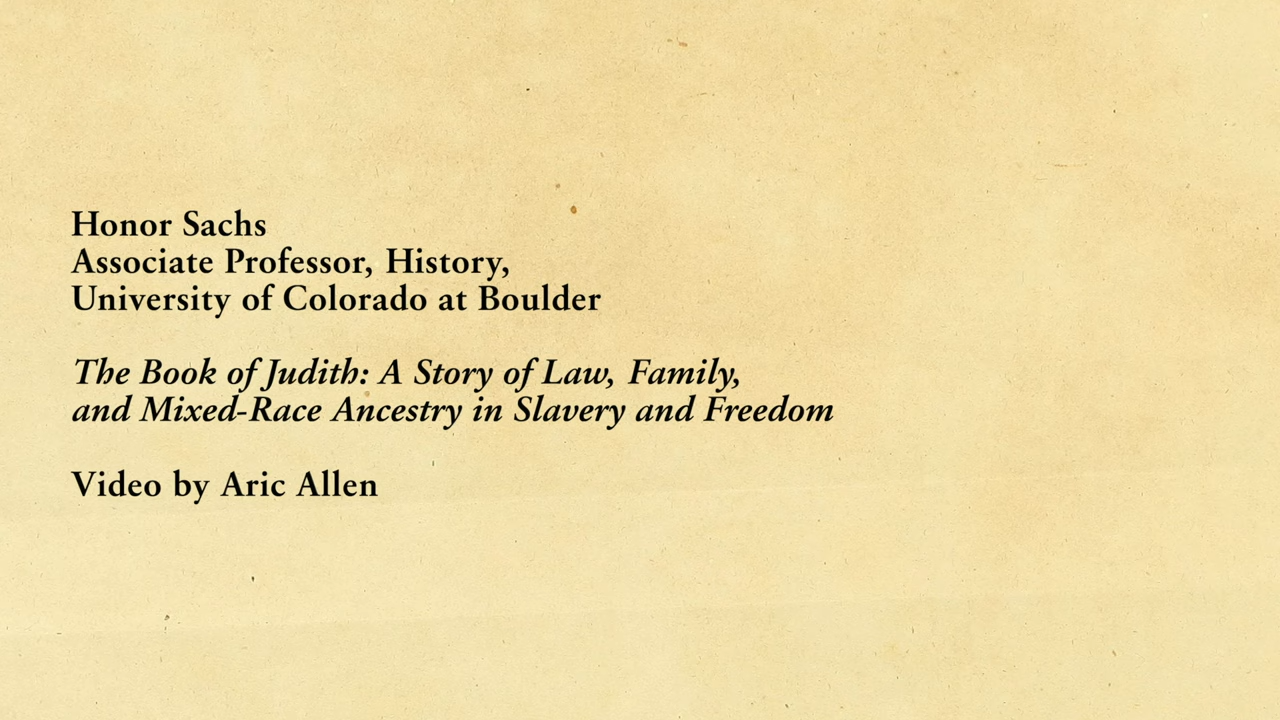 Honor Sachs
Associate Professor, History,
University of Colorado at Boulder
The Book of Judith: A Story of Law, Family,
and Mixed-Race Ancestry in Slavery and Freedom
Video by Aric Allen